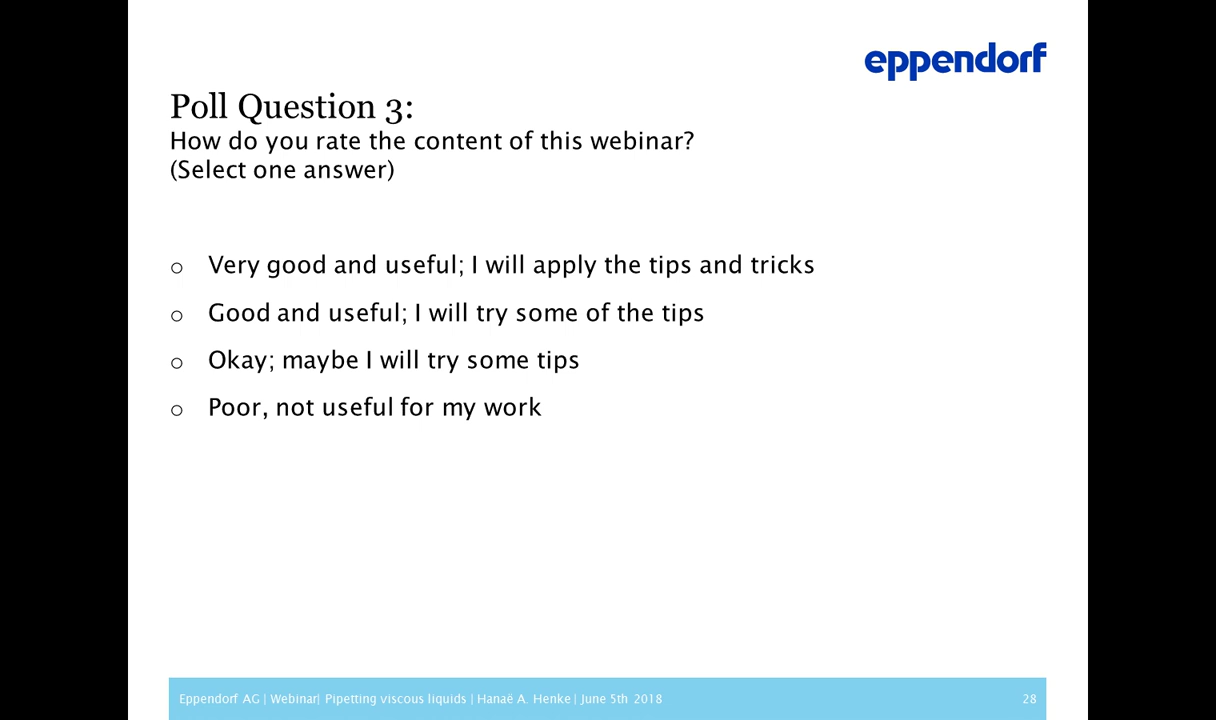 eppendorf
Poll Question 3:
How do you rate the content of this webinar?
(Select one answer)
o Very good and useful; I will apply the tips and tricks
o Good and useful; I will try some of the tips
o Okay; maybe I will try some tips
o Poor, not useful for my work
Eppendorf AG | Webinar| Pipetting viscous liquids | Hanaë A. Henke | June 5th 2018 28